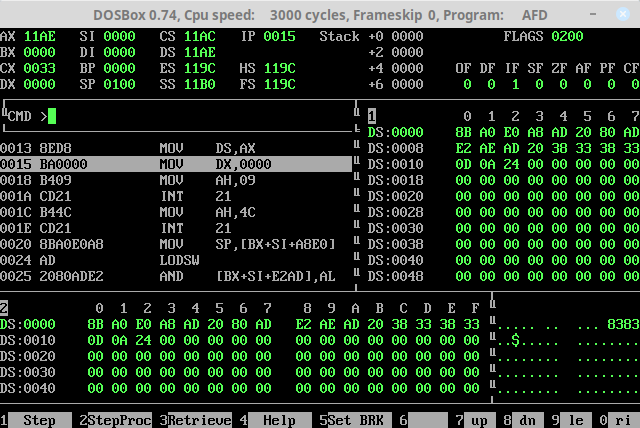 DOSBox 0.74, Cpu speed: 3000 cycles, Frameskip 0, Program: AFD
AX 11AE SI 0000 CS 11AC IP 0015 Stack +0 0000 FLAGS 0200
BX 0000 DI 0000 DS 11AE +2 0000
CX 0033 BP 0000 ES 119C HS 119C +4 0000 OF DF IF SF ZF AF PF CF
DX 0000 SP 0100 SS 11B0 FS 119C +6 0000 0 0 1 0 0 0 0 0
CMD >
1 0 1 2 3 4 5 6 7
DS:0000 8B A0 E0 A8 AD 20 80 AD
DS:0008 E2 AE AD 20 38 33 38 33
DS:0010 0D 0A 24 00 00 00 00 00
DS:0018 00 00 00 00 00 00 00 00
DS:0020 00 00 00 00 00 00 00 00
DS:0028 00 00 00 00 00 00 00 00
DS:0030 00 00 00 00 00 00 00 00
DS:0038 00 00 00 00 00 00 00 00
DS:0040 00 00 00 00 00 00 00 00
DS:0048 00 00 00 00 00 00 00 00
0013 8ED8 MOV DS,AX
0015 BA0000 MOV DX,0000
0018 B409 MOV AH,09
001A CD21 INT 21
001C B44C MOV AH,4C
001E CD21 INT 21
0020 8BA0E0A8 MOV SP,[BX+SI+A8E0]
0024 AD LODSW
0025 2080ADE2 AND [BX+SI+E2AD],AL
2 0 1 2 3 4 5 6 7 8 9 A B C D E F
DS:0000 8B A0 E0 A8 AD 20 80 AD E2 AE AD 20 38 33 38 33 ..... .. ... 8383
DS:0010 0D 0A 24 00 00 00 00 00 00 00 00 00 00 00 00 00 ..$.............
DS:0020 00 00 00 00 00 00 00 00 00 00 00 00 00 00 00 00 ................
DS:0030 00 00 00 00 00 00 00 00 00 00 00 00 00 00 00 00 ................
DS:0040 00 00 00 00 00 00 00 00 00 00 00 00 00 00 00 00 ................
1 Step 2 StepProc 3 Retrieve 4 Help 5 Set BRK 6 7 up 8 dn 9 le 0 ri